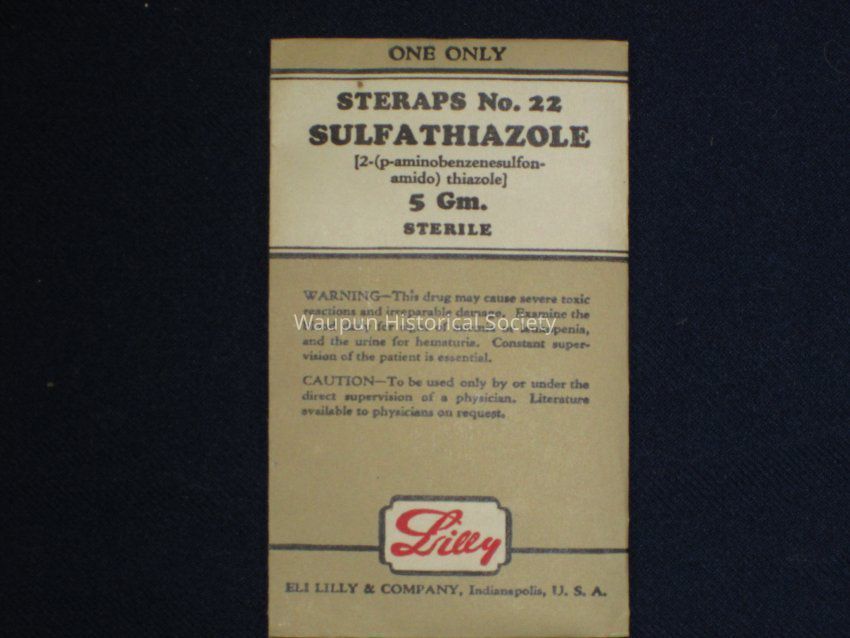 ONE ONLY
STERAPS No. 22
SULFATHIAZOLE
[2-(p-aminobenzenesulfon-
amido) thiazole]
5 Gm.
STERILE
WARNING—This drug may cause severe toxic
reactions and irreparable damage. Examine the
Waupun Historical Society
and the urine for hematuria. Constant super-
vision of the patient is essential.
CAUTION—To be used only by or under the
direct supervision of a physician. Literature
available to physicians on request.
Lilly
ELI LILLY & COMPANY, Indianapolis, U. S. A.